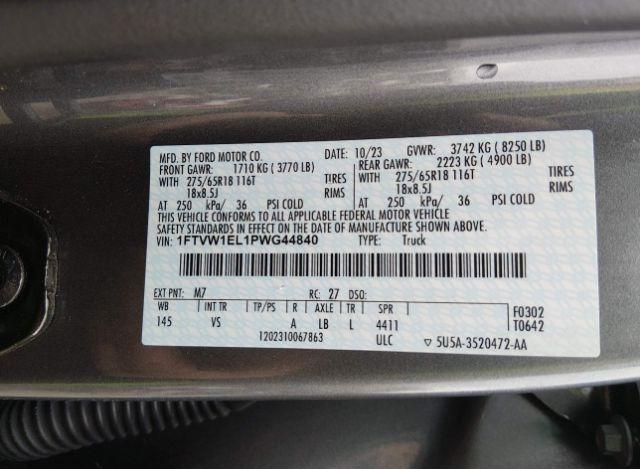 MFD. BY FORD MOTOR CO. DATE: 10/23 GVWR: 3742 KG ( 8250 LB)
FRONT GAWR: 1710 KG ( 3770 LB) REAR GAWR: 2223 KG ( 4900 LB)
WITH 275/65R18 116T TIRES WITH 275/65R18 116T TIRES
18x8.5J RIMS 18x8.5J RIMS
AT 250 kPa/ 36 PSI COLD AT 250 kPa/ 36 PSI COLD
THIS VEHICLE CONFORMS TO ALL APPLICABLE FEDERAL MOTOR VEHICLE
SAFETY STANDARDS IN EFFECT ON THE DATE OF MANUFACTURE SHOWN ABOVE.
VIN: 1FTVW1EL1PWG44840 TYPE: Truck
EXT PNT: M7 RC: 27 DSO:
WB INT TR TP/PS R AXLE TR SPR F0302
145 VS A LB L 4411 T0642
1202310067863 ULC ▽ 5U5A-3520472-AA